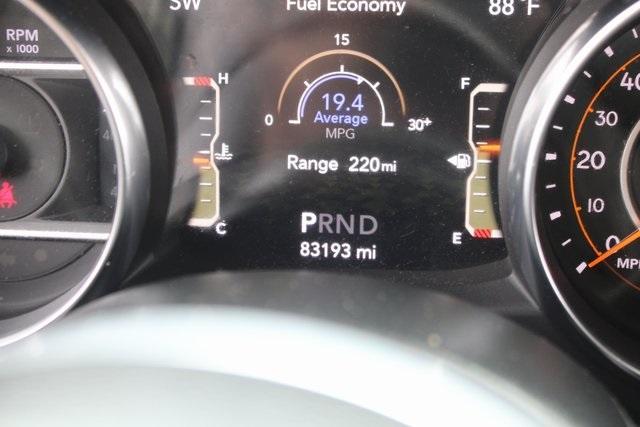 SW
Fuel Economy
88°F
RPM
x 1000
15
H
F
40
19.4
Average
MPG
0
30+
30
Range 220mi
20
10
PRND
C
E
0
83193 mi